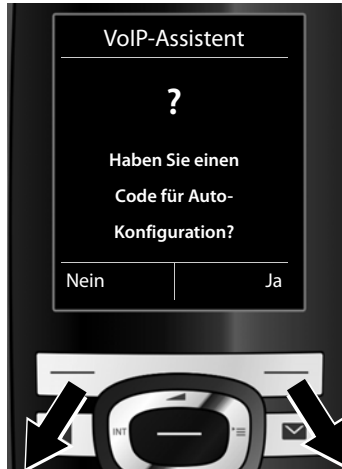 VoIP-Assistent
?
Haben Sie einen
Code für Auto-
Konfiguration?
Nein Ja
INT